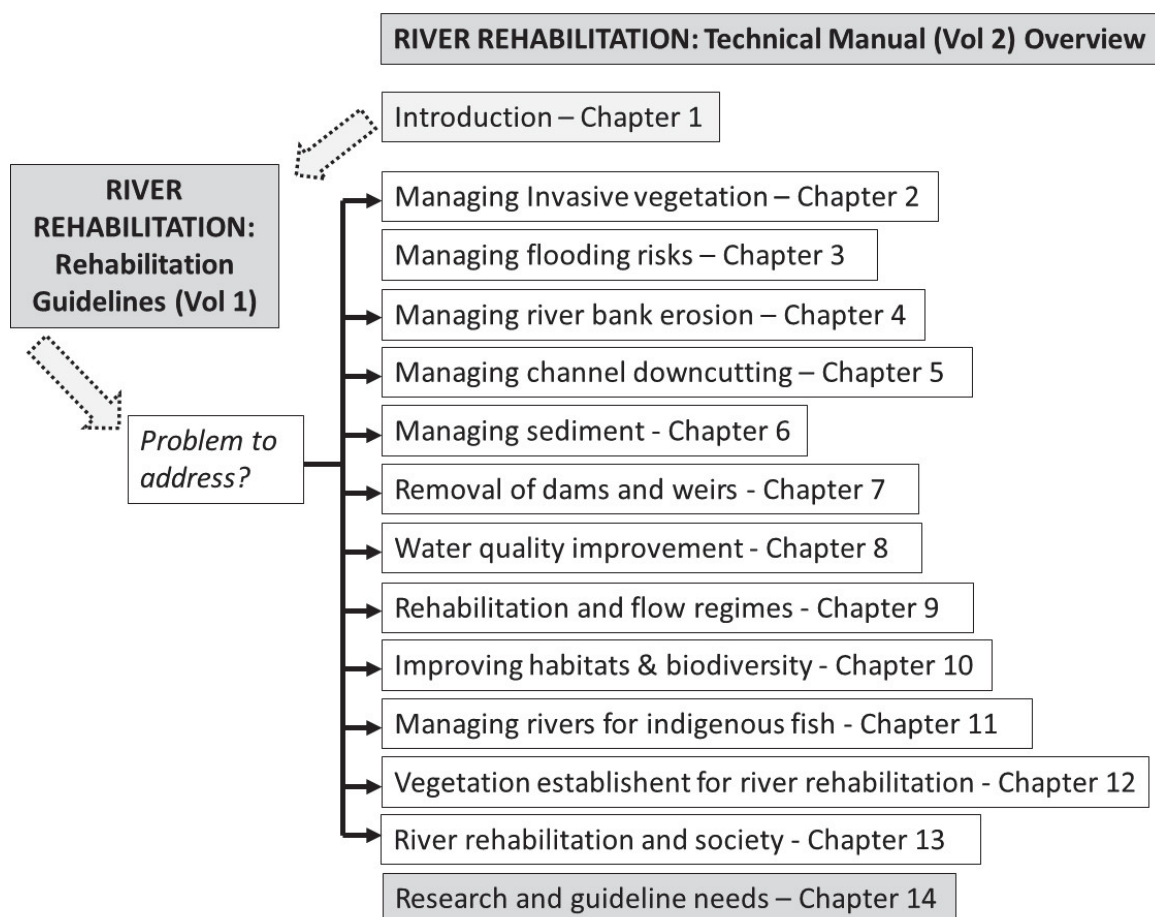 RIVER REHABILITATION: Technical Manual (Vol 2) Overview
Introduction – Chapter 1
RIVER
REHABILITATION:
Rehabilitation
Guidelines (Vol 1)
Problem to
address?
Managing Invasive vegetation – Chapter 2
Managing flooding risks – Chapter 3
Managing river bank erosion – Chapter 4
Managing channel downcutting – Chapter 5
Managing sediment - Chapter 6
Removal of dams and weirs - Chapter 7
Water quality improvement - Chapter 8
Rehabilitation and flow regimes - Chapter 9
Improving habitats & biodiversity - Chapter 10
Managing rivers for indigenous fish - Chapter 11
Vegetation establishent for river rehabilitation - Chapter 12
River rehabilitation and society - Chapter 13
Research and guideline needs – Chapter 14